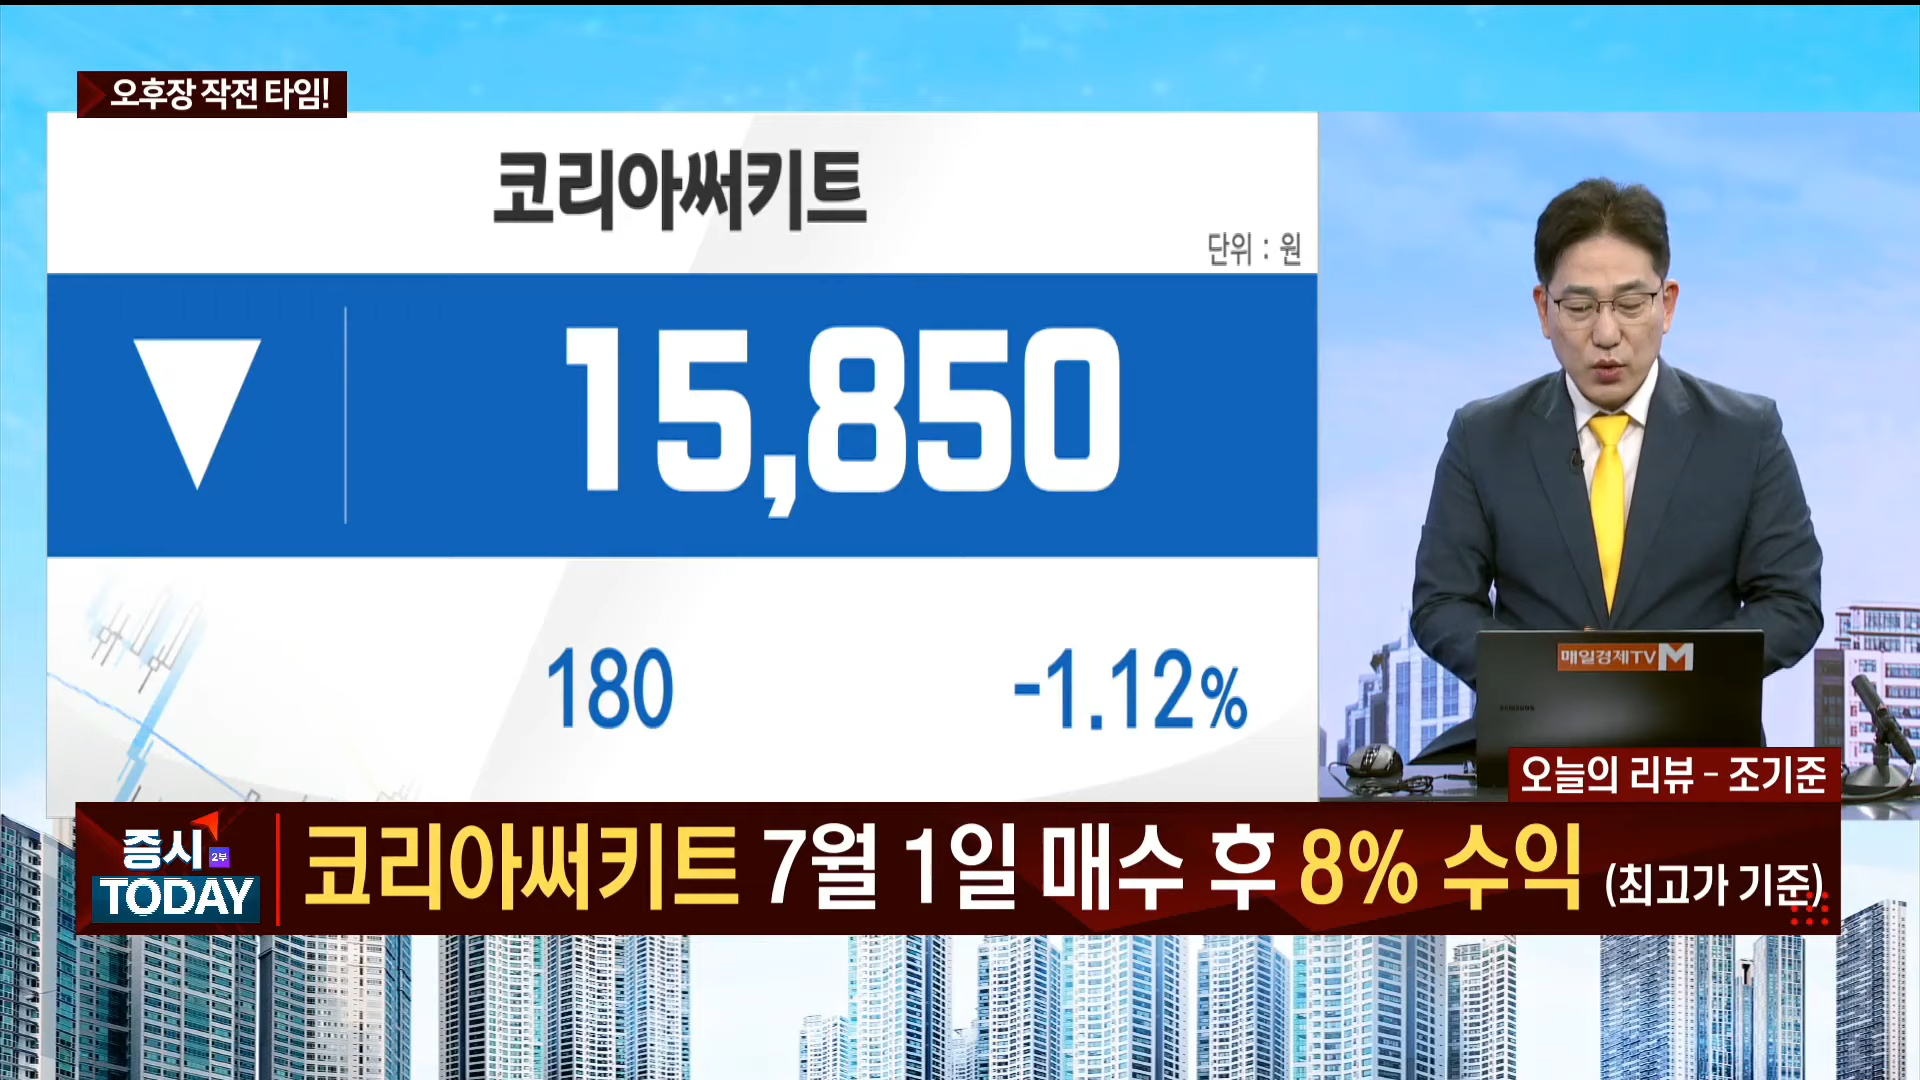 오후장 작전 타임!
코리아써키트
단위 : 원
▼ 15,850
180 -1.12%
매일경제TV M
SAMSUNG
오늘의 리뷰 - 조기준
증시 2부
TODAY
코리아써키트 7월 1일 매수 후 8% 수익 (최고가 기준)